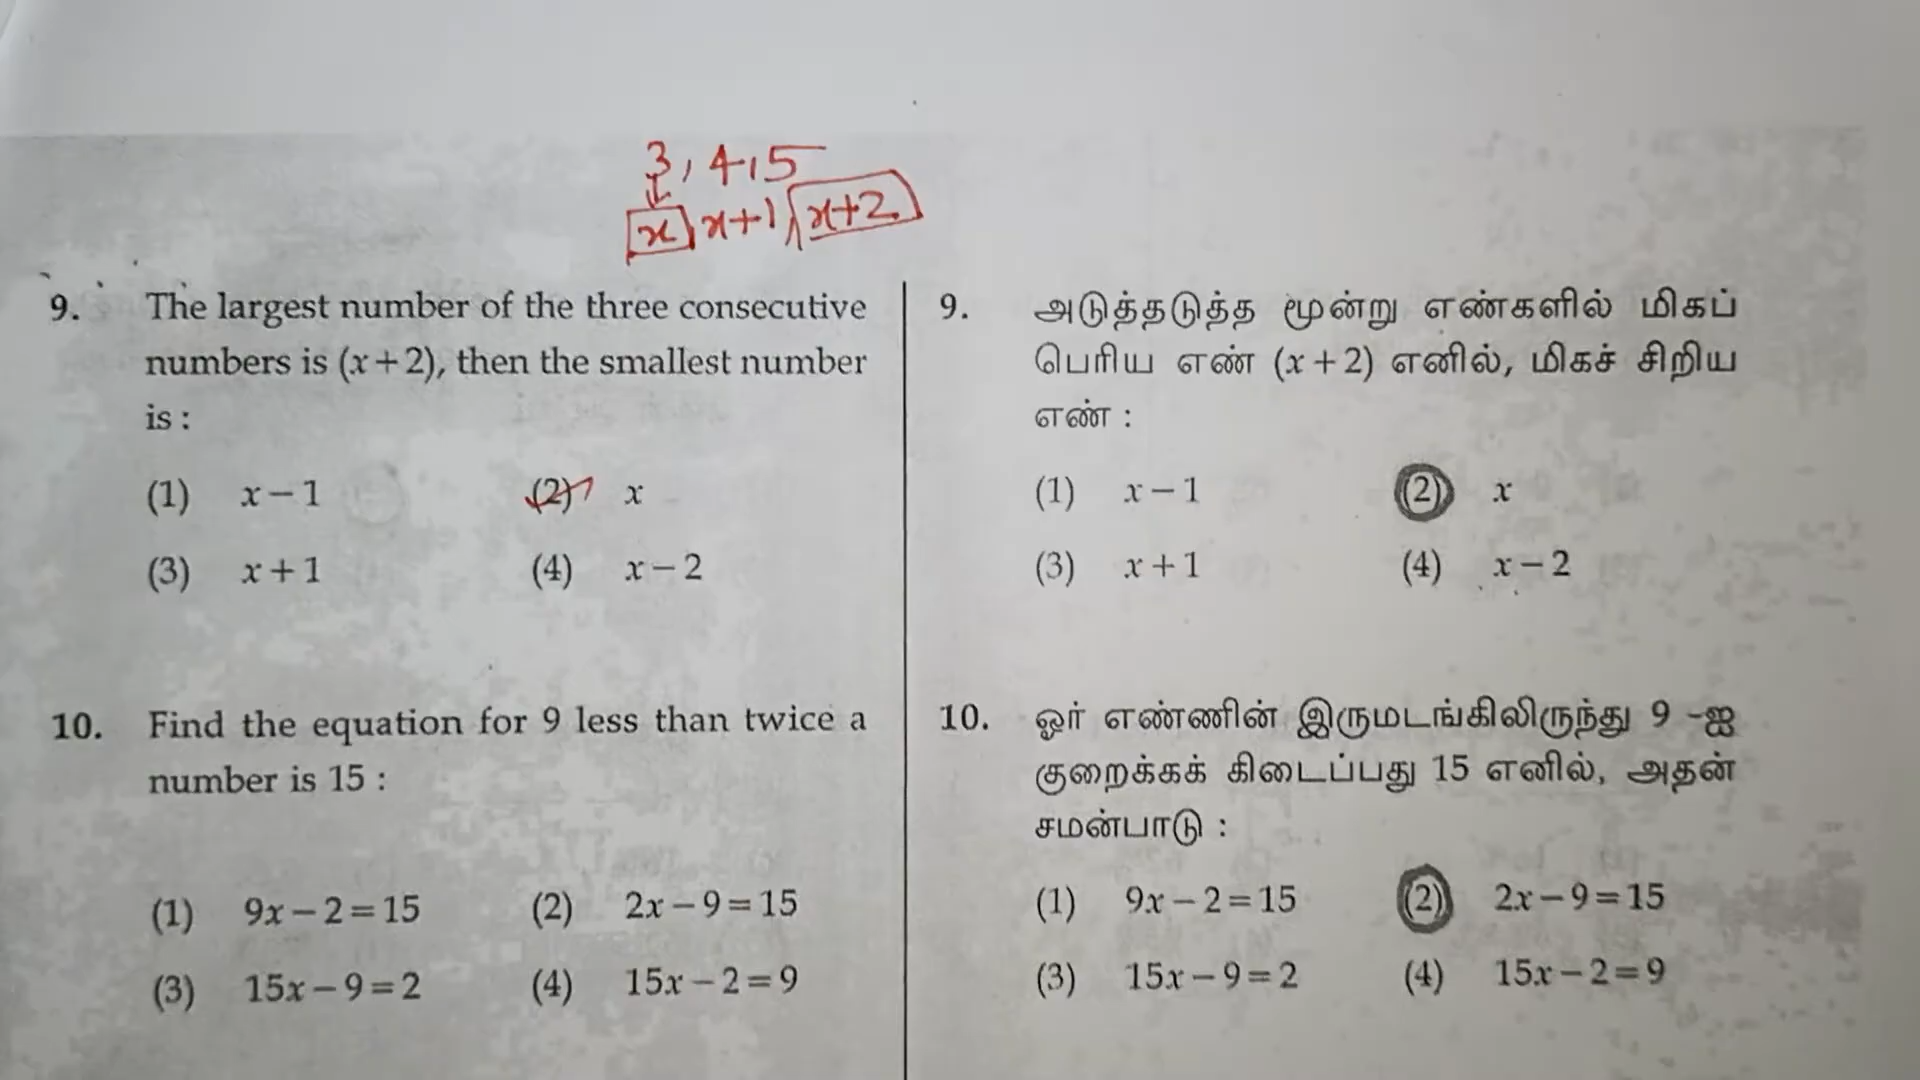 3, 4, 5
x, x+1, x+2
9. The largest number of the three consecutive
numbers is (x+2), then the smallest number
is :
(1) x−1 (2) x
(3) x+1 (4) x−2
10. Find the equation for 9 less than twice a
number is 15 :
(1) 9x−2=15 (2) 2x−9=15
(3) 15x−9=2 (4) 15x−2=9
9. அடுத்தடுத்த மூன்று எண்களில் மிகப்
பெரிய எண் (x+2) எனில், மிகச் சிறிய
எண் :
(1) x−1 (2) x
(3) x+1 (4) x−2
10. ஓர் எண்ணின் இருமடங்கிலிருந்து 9 -ஐ
குறைக்கக் கிடைப்பது 15 எனில், அதன்
சமன்பாடு :
(1) 9x−2=15 (2) 2x−9=15
(3) 15x−9=2 (4) 15x−2=9